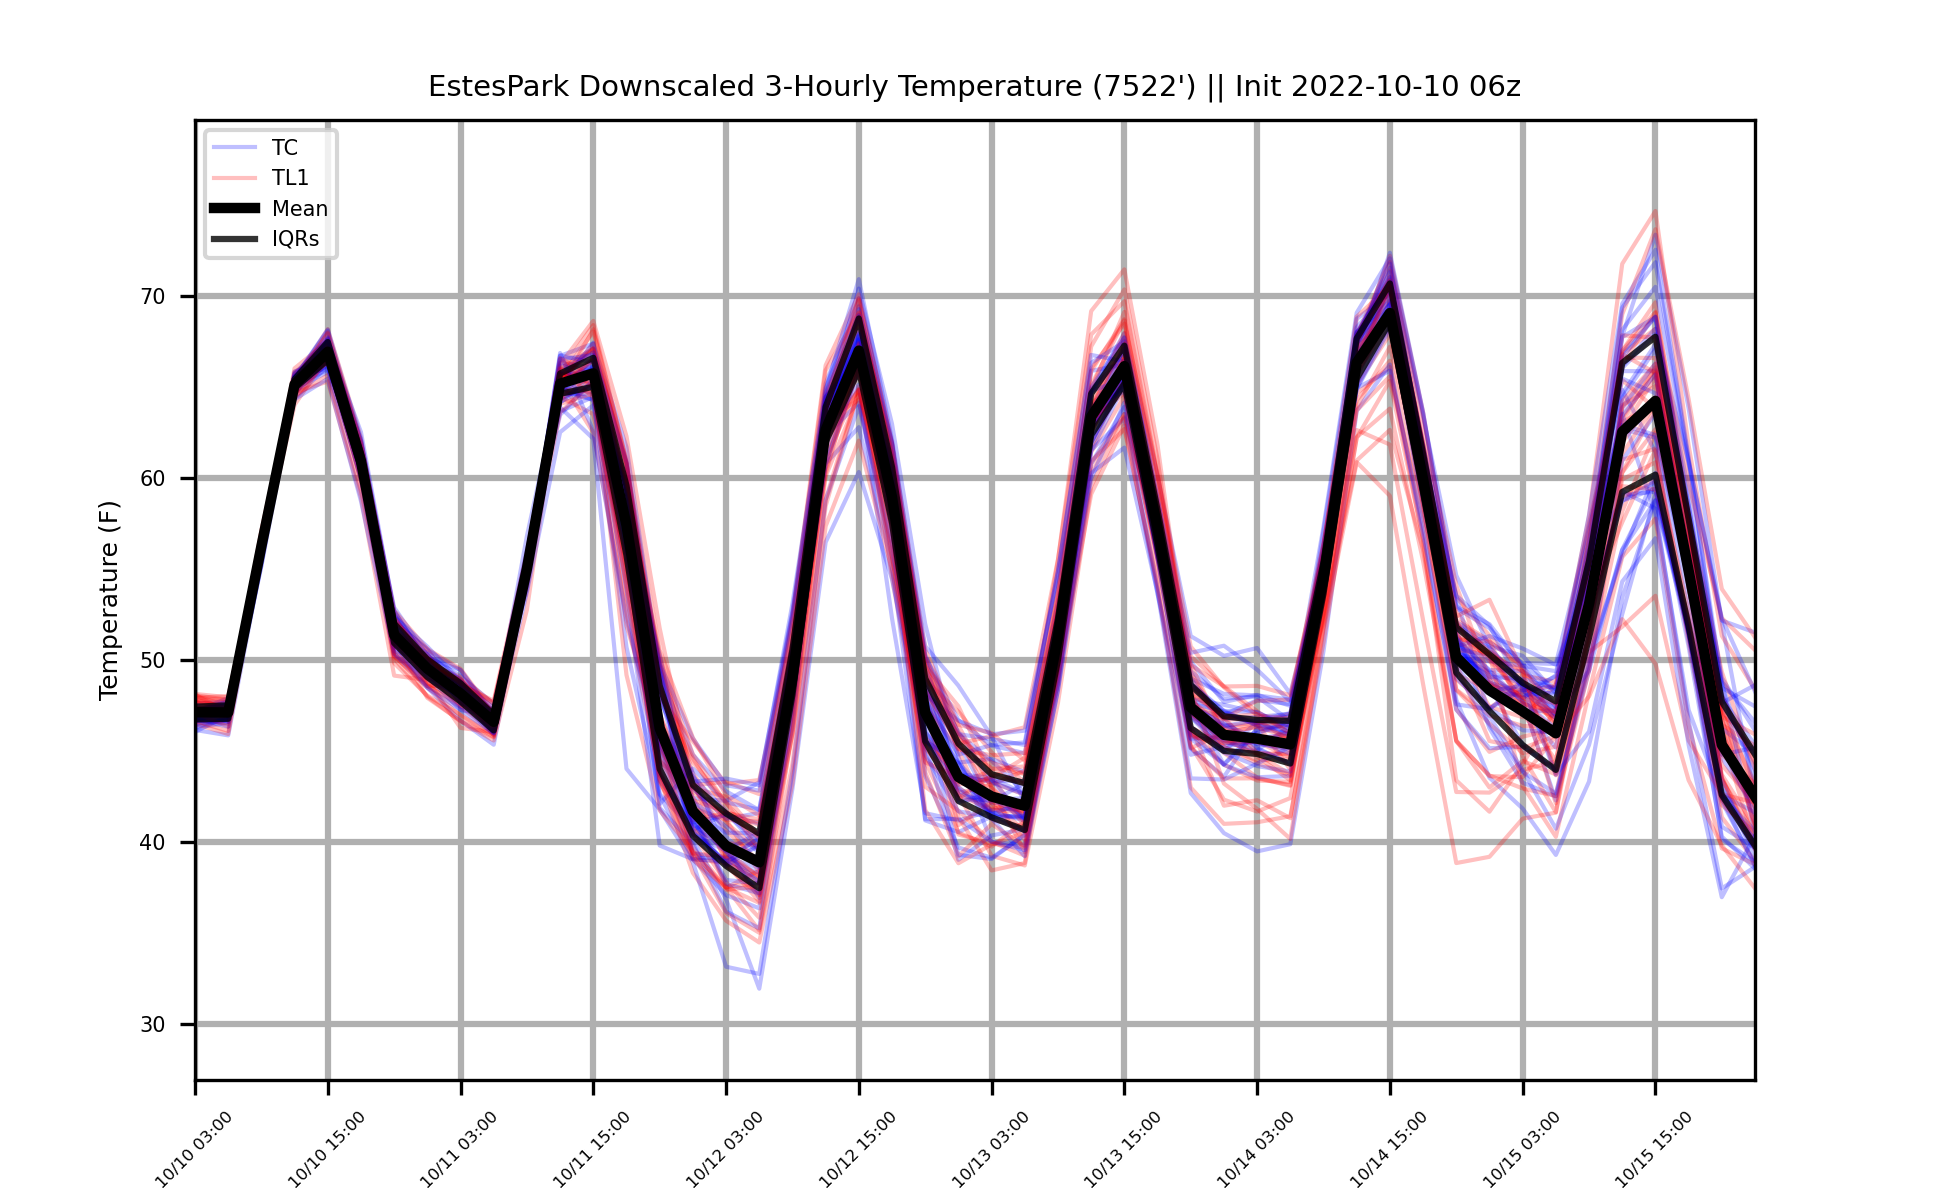 EstesPark Downscaled 3-Hourly Temperature (7522') || Init 2022-10-10 06z
TC
TL1
Mean
IQRs
Temperature (F)
70
60
50
40
30
10/10 03:00
10/10 15:00
10/11 03:00
10/11 15:00
10/12 03:00
10/12 15:00
10/13 03:00
10/13 15:00
10/14 03:00
10/14 15:00
10/15 03:00
10/15 15:00